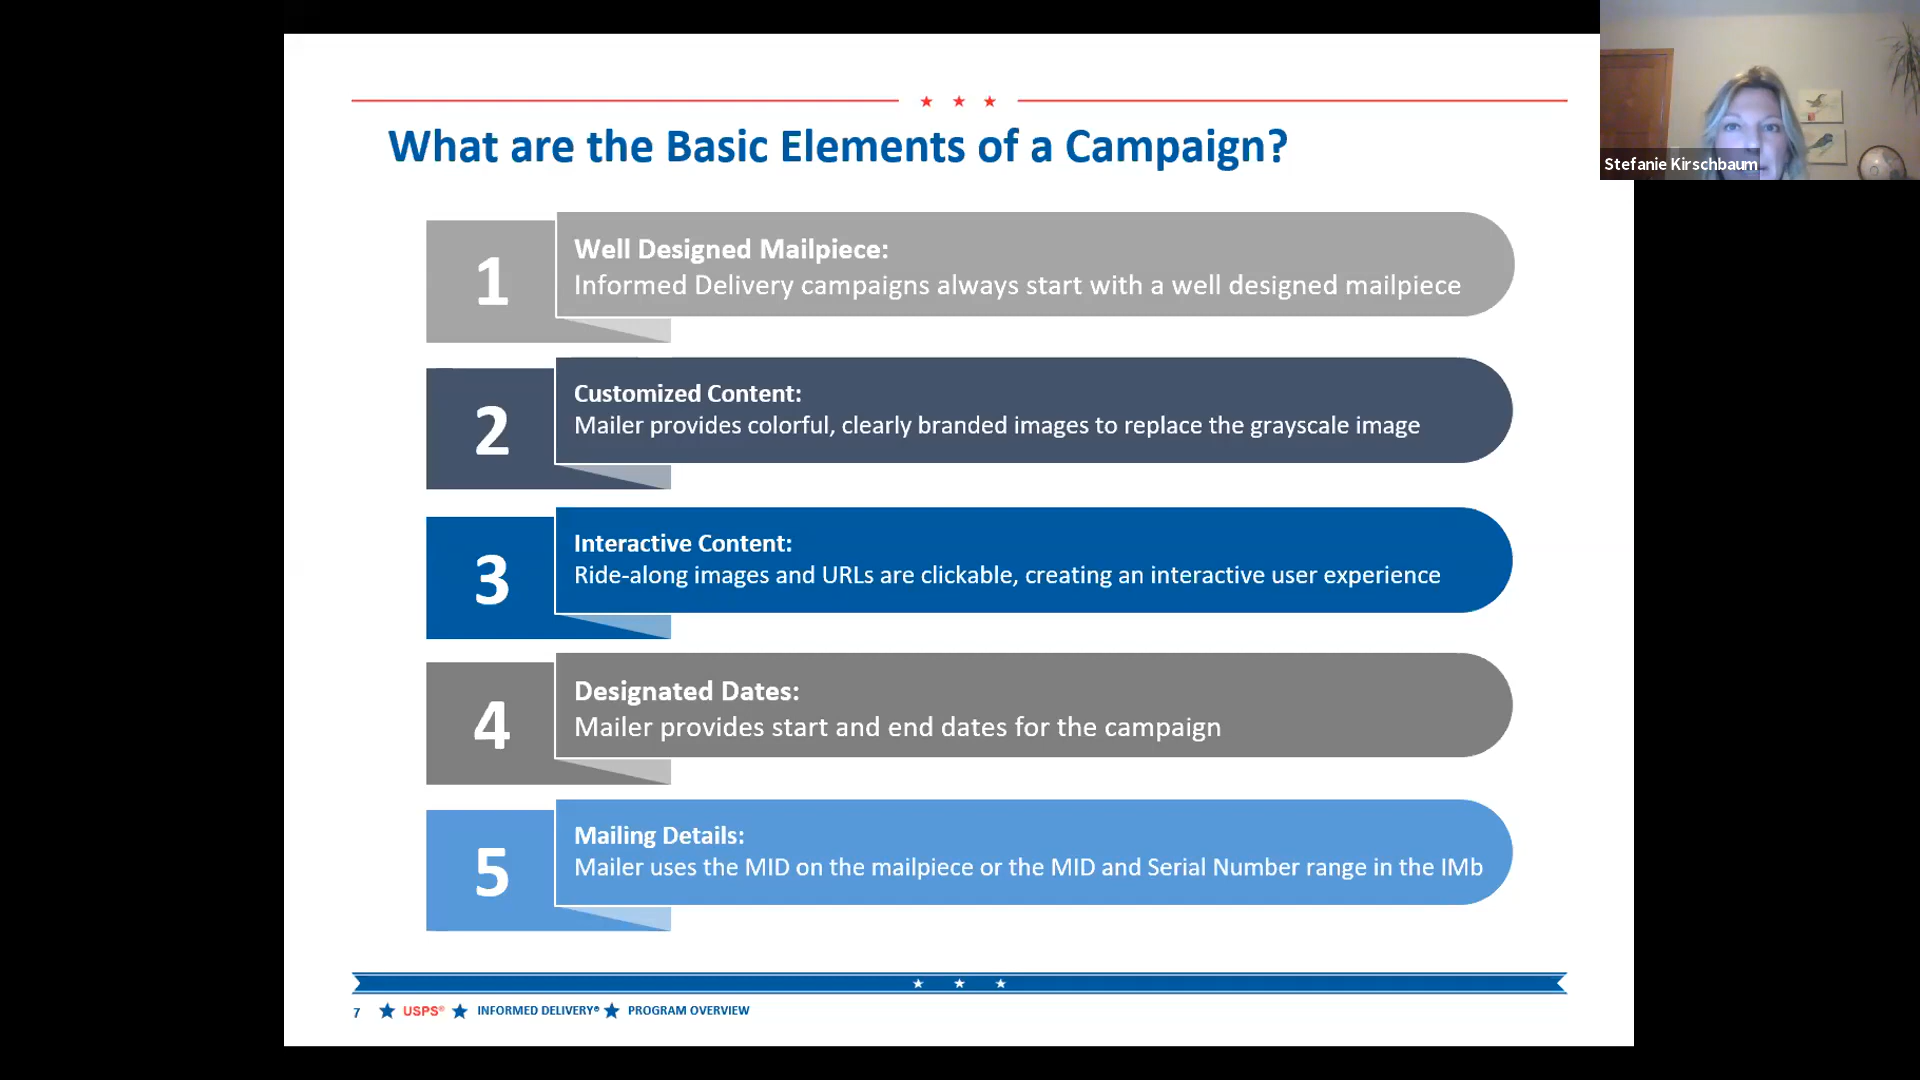 What are the Basic Elements of a Campaign?
Stefanie Kirschbaum
1
Well Designed Mailpiece:
Informed Delivery campaigns always start with a well designed mailpiece
2
Customized Content:
Mailer provides colorful, clearly branded images to replace the grayscale image
3
Interactive Content:
Ride-along images and URLs are clickable, creating an interactive user experience
4
Designated Dates:
Mailer provides start and end dates for the campaign
5
Mailing Details:
Mailer uses the MID on the mailpiece or the MID and Serial Number range in the IMb
7 ★ USPS® ★ INFORMED DELIVERY® ★ PROGRAM OVERVIEW